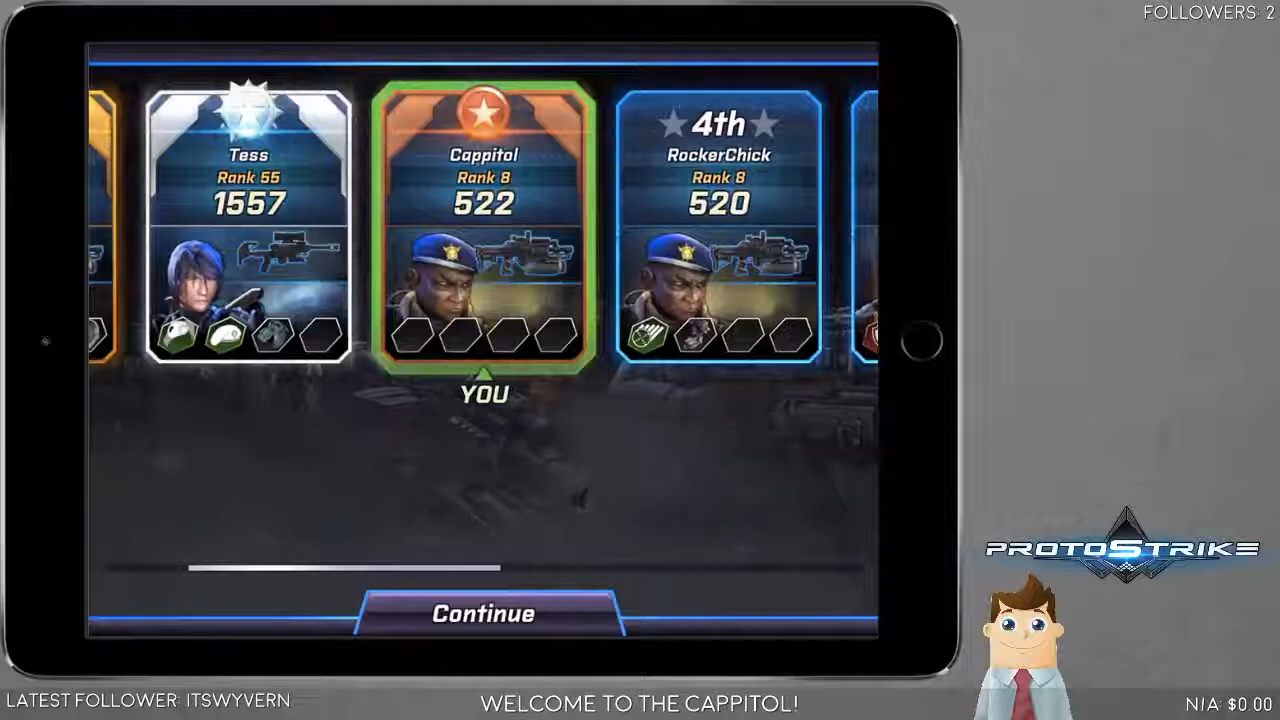 FOLLOWERS: 2
Tess
Rank 55
1557
Cappitol
Rank 8
522
4th
RockerChick
Rank 8
520
YOU
Continue
PROTOSTRIKE
LATEST FOLLOWER: ITSWYVERN
WELCOME TO THE CAPPITOL!
N/A: $0.00